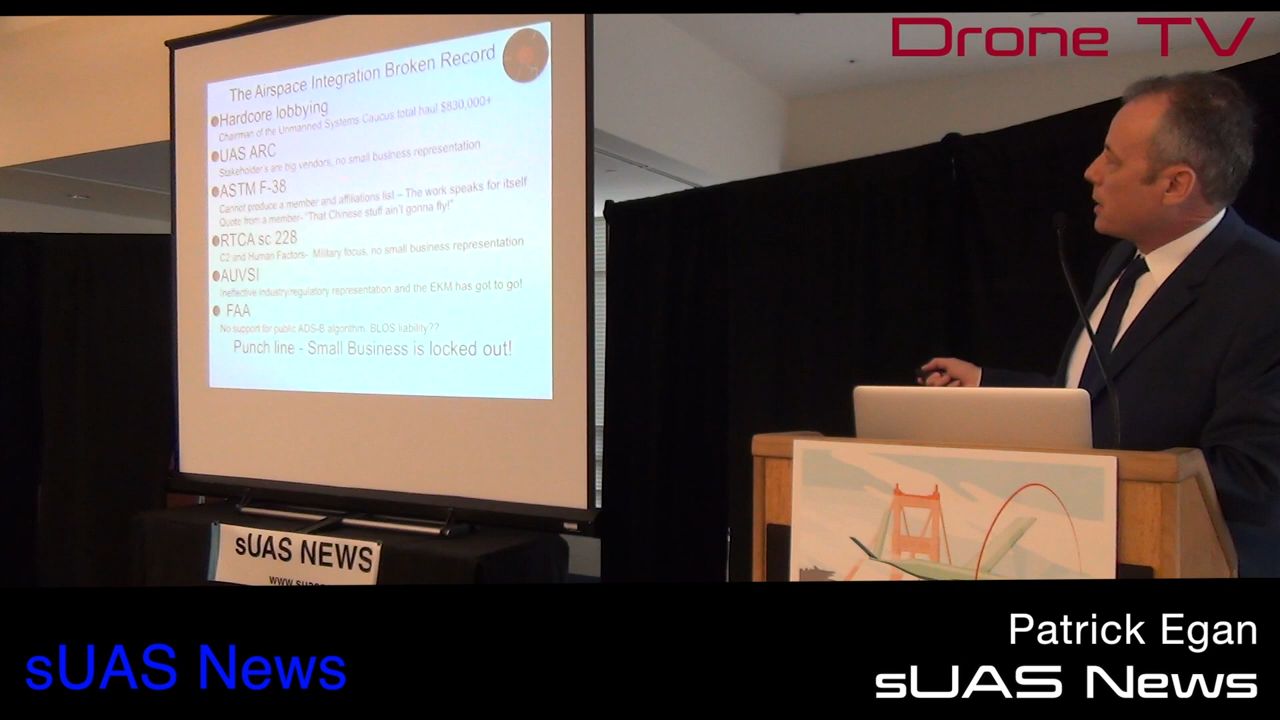 Drone TV
The Airspace Integration Broken Record
Hardcore lobbying
Chairman of the Unmanned Systems Caucus total haul $830,000+
UAS ARC
Stakeholder's are big vendors, no small business representation
ASTM F-38
Cannot produce a member and affiliations list – The work speaks for itself
Quote from a member- "That Chinese stuff ain't gonna fly!"
RTCA sc 228
C2 and Human Factors- Military focus, no small business representation
AUVSI
Ineffective industry/regulatory representation and the EKM has got to go!
FAA
No support for public ADS-B algorithm. BLOS liability??
Punch line - Small Business is locked out!
sUAS NEWS
www.suas
Patrick Egan
sUAS News
sUAS News